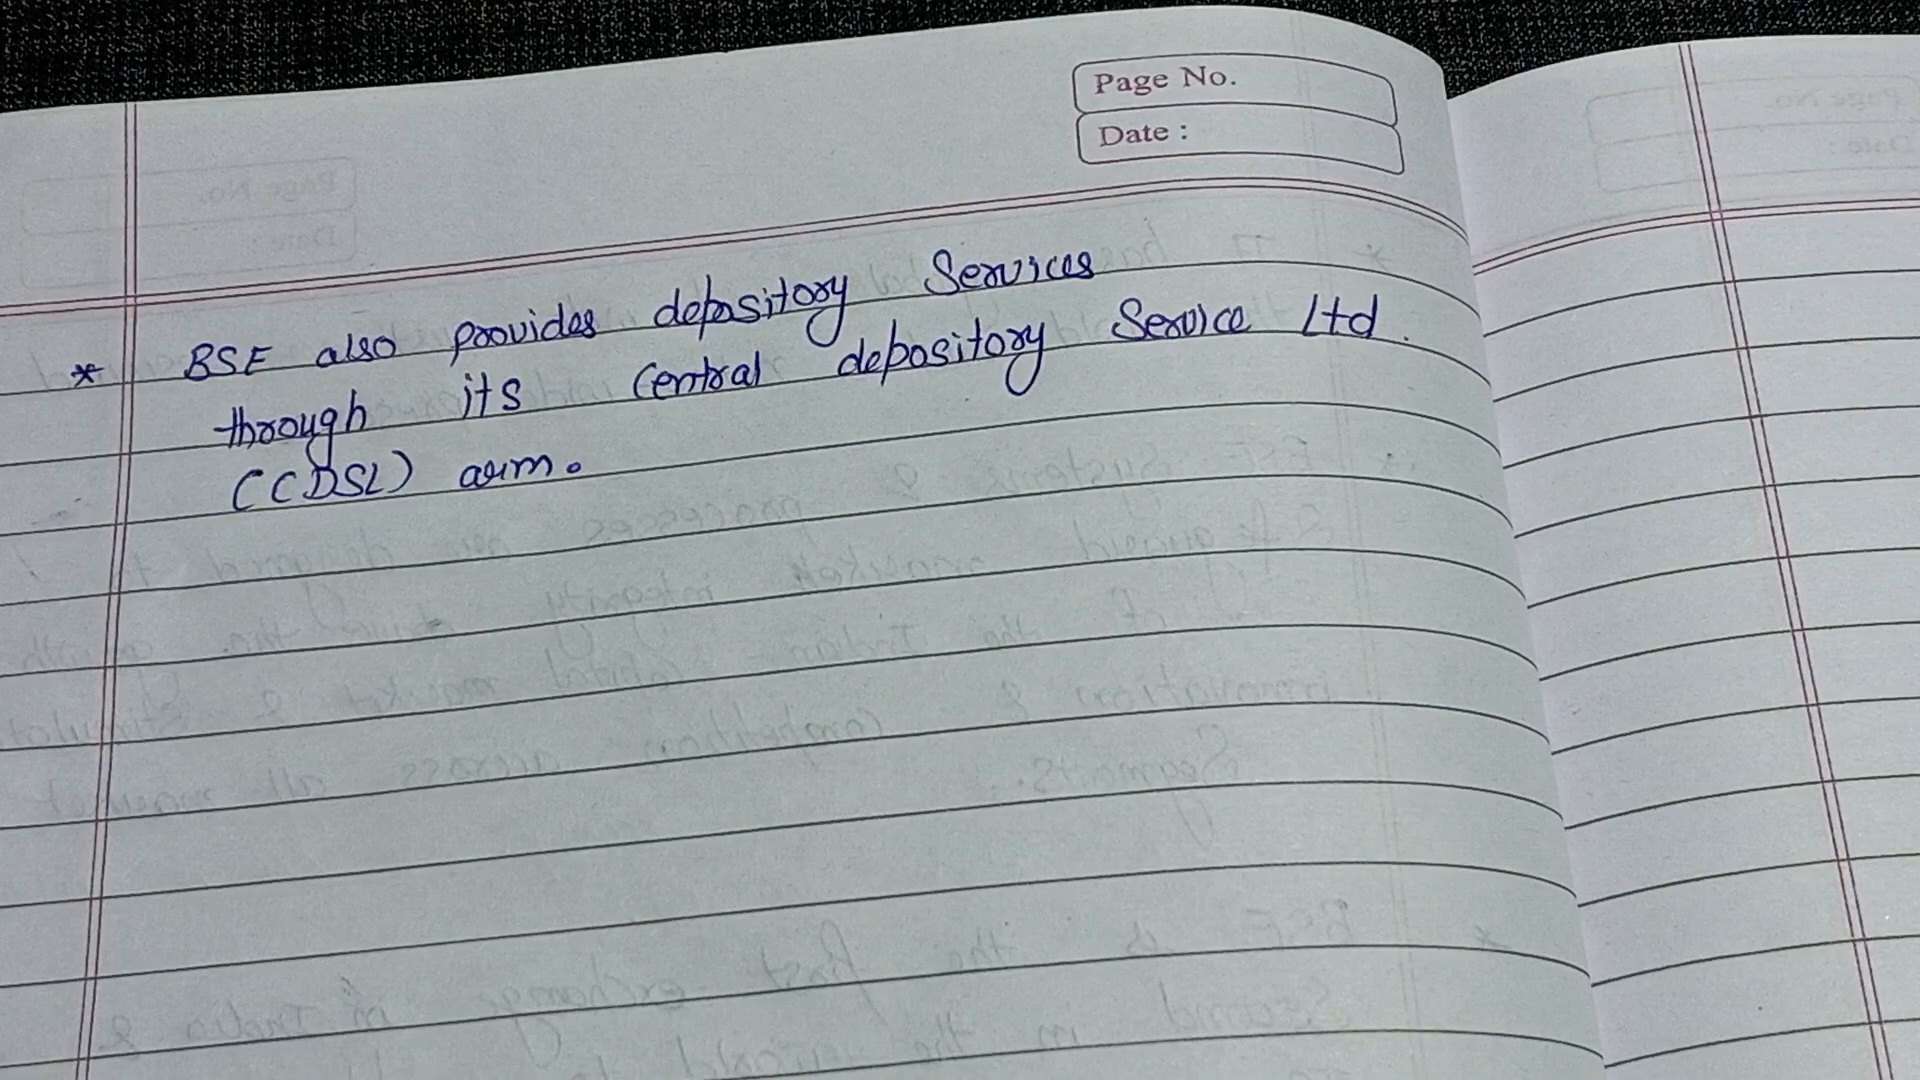 Page No.
Date :
* BSE also provides depository Services
through its Central depository Service Ltd.
(CDSL) arm.